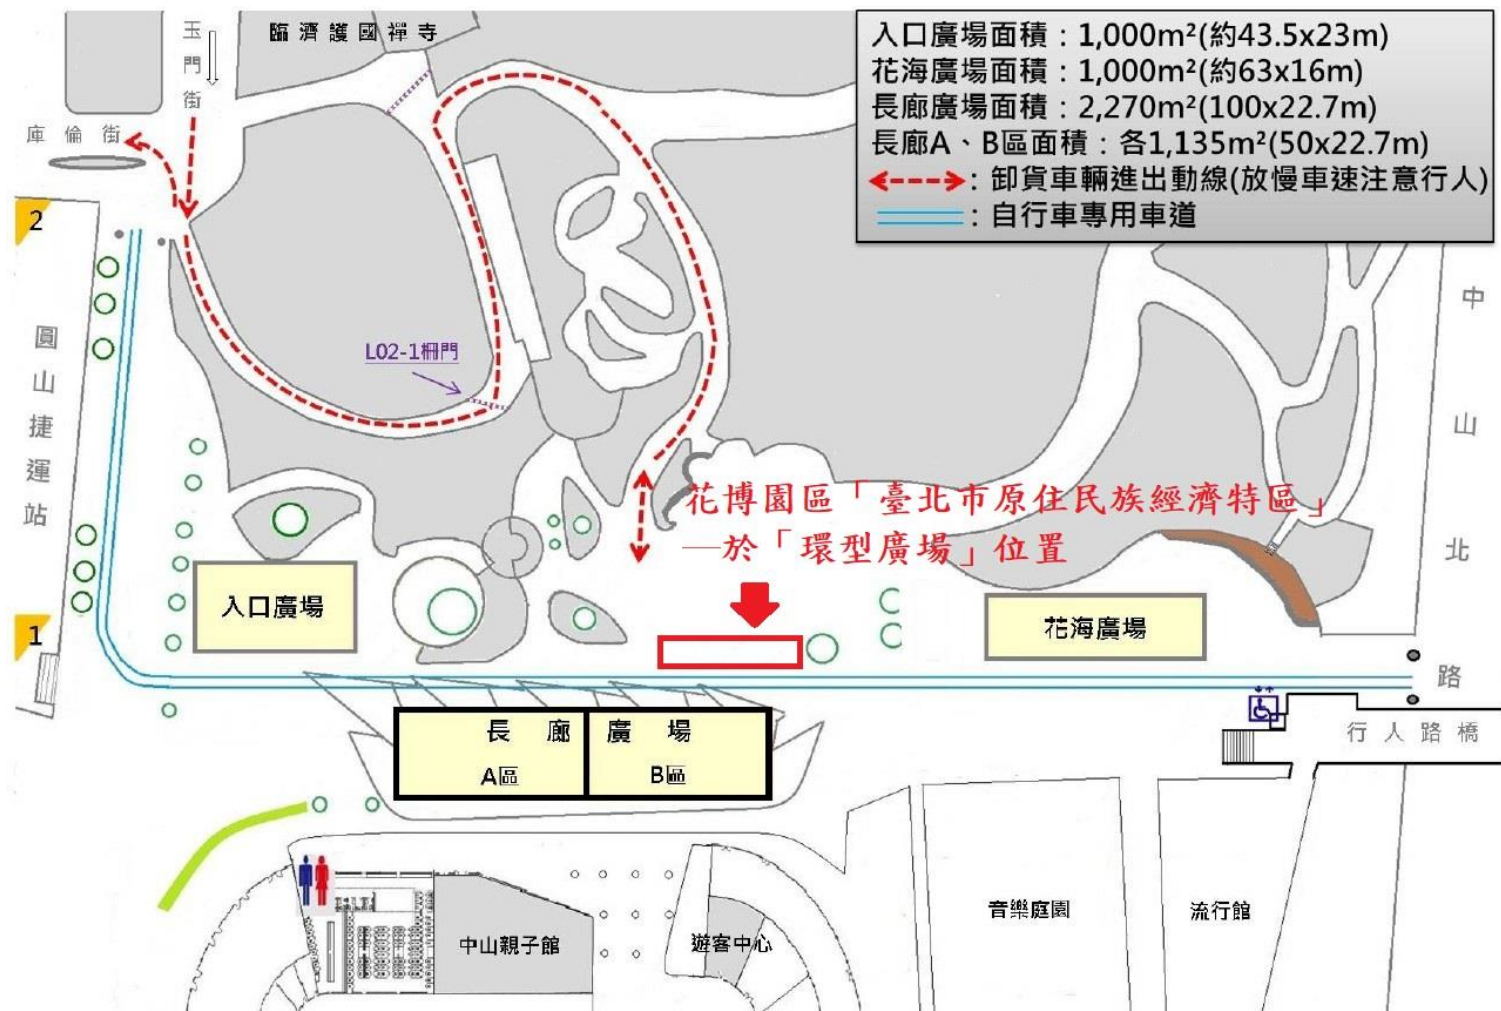 臨濟護國禪寺
玉門街
庫倫街
入口廣場面積：1,000m²(約43.5x23m)
花海廣場面積：1,000m²(約63x16m)
長廊廣場面積：2,270m²(100x22.7m)
長廊A、B區面積：各1,135m²(50x22.7m)
：卸貨車輛進出動線(放慢車速注意行人)
：自行車專用車道
2
圓山捷運站
1
L02-1柵門
中山北路
花博園區「臺北市原住民族經濟特區」
—於「環型廣場」位置
入口廣場
花海廣場
長廊廣場
A區
B區
行人路橋
中山親子館
遊客中心
音樂庭園
流行館